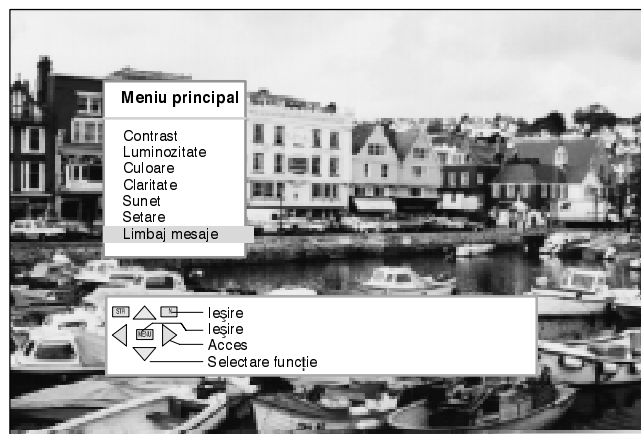 Meniu principal
Contrast
Luminozitate
Culoare
Claritate
Sunet
Setare
Limbaj mesaje
STR
Ieşire
MENU
Ieşire
Acces
Selectare funcţie